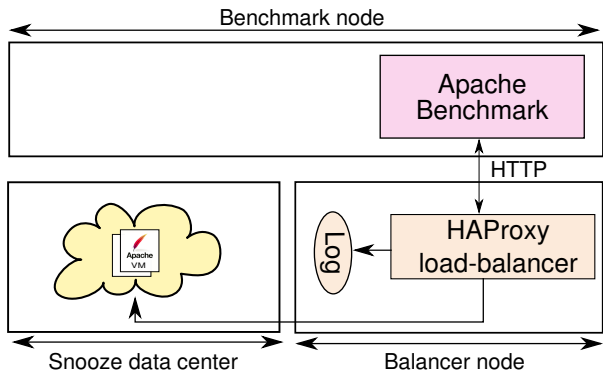 Benchmark node
Apache
Benchmark
HTTP
Apache
VM
Log
HAProxy
load-balancer
Snooze data center
Balancer node